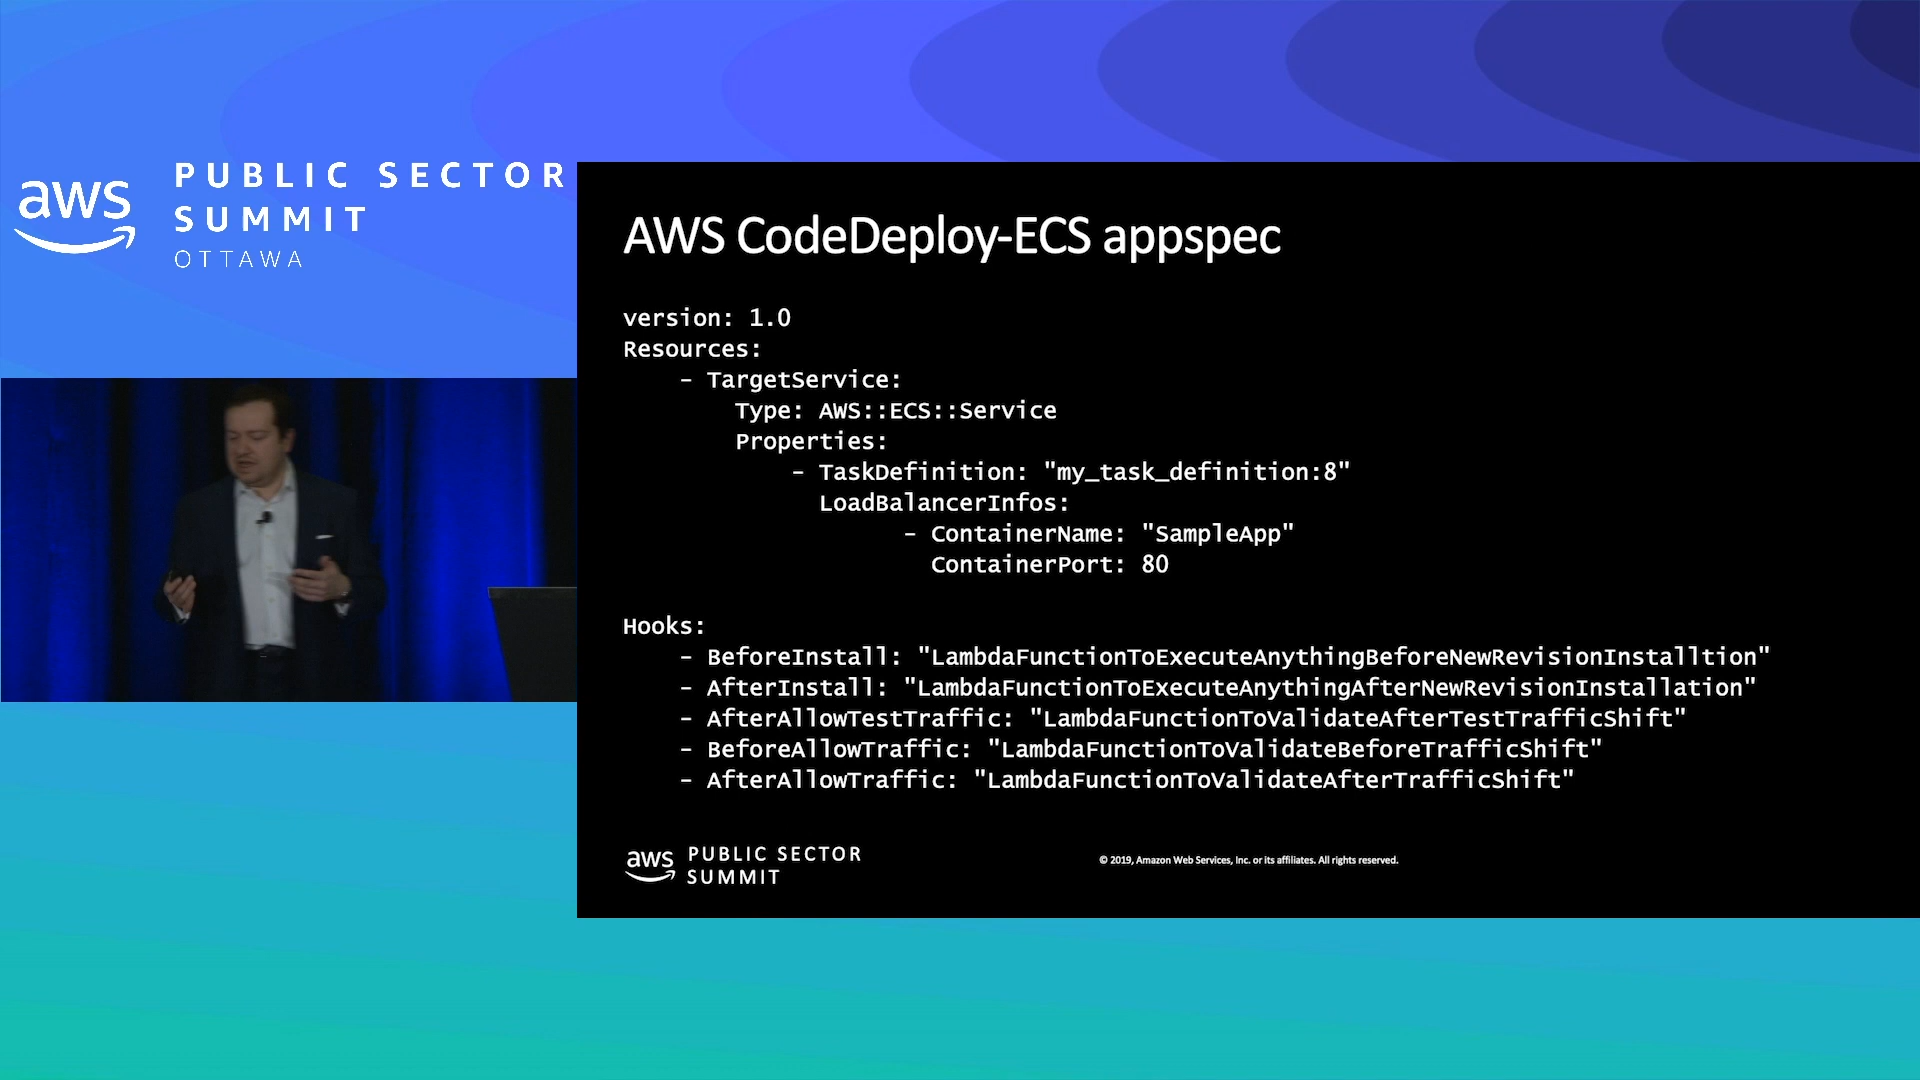 aws
PUBLIC SECTOR
SUMMIT
OTTAWA
AWS CodeDeploy-ECS appspec
version: 1.0
Resources:
- TargetService:
Type: AWS::ECS::Service
Properties:
- TaskDefinition: "my_task_definition:8"
LoadBalancerInfos:
- ContainerName: "SampleApp"
ContainerPort: 80
Hooks:
- BeforeInstall: "LambdaFunctionToExecuteAnythingBeforeNewRevisionInstalltion"
- AfterInstall: "LambdaFunctionToExecuteAnythingAfterNewRevisionInstallation"
- AfterAllowTestTraffic: "LambdaFunctionToValidateAfterTestTrafficShift"
- BeforeAllowTraffic: "LambdaFunctionToValidateBeforeTrafficShift"
- AfterAllowTraffic: "LambdaFunctionToValidateAfterTrafficShift"
aws
PUBLIC SECTOR
SUMMIT
© 2019, Amazon Web Services, Inc. or its affiliates. All rights reserved.